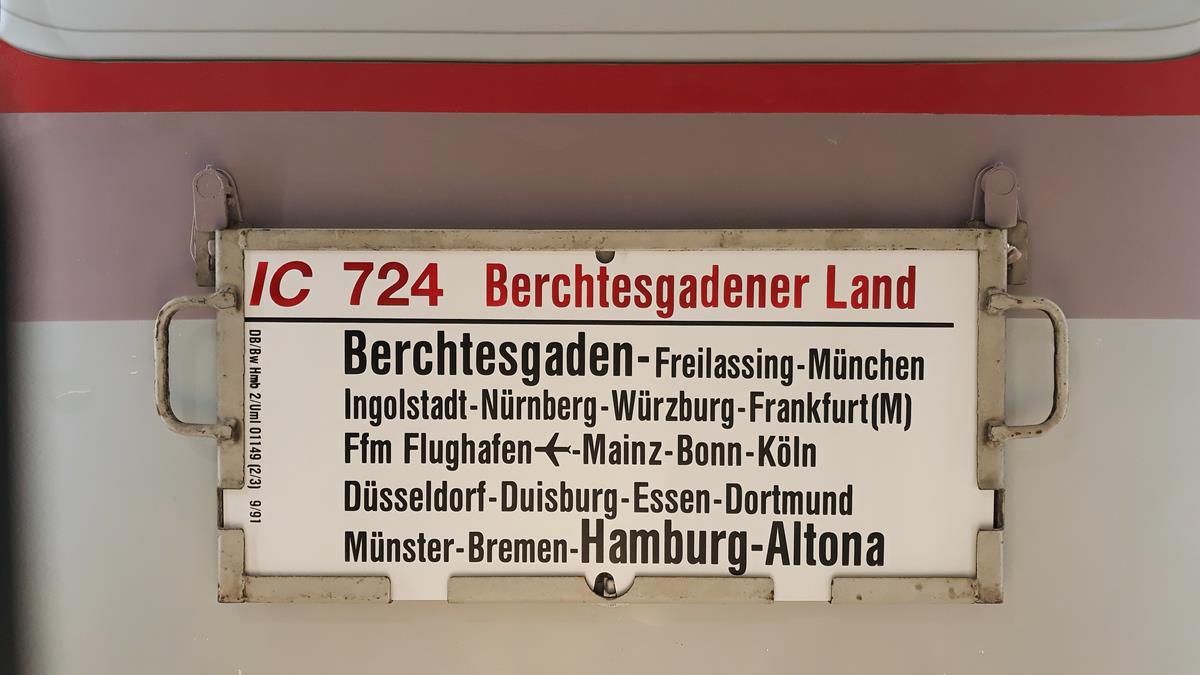 IC 724 Berchtesgadener Land
Berchtesgaden-Freilassing-München
Ingolstadt-Nürnberg-Würzburg-Frankfurt(M)
Ffm Flughafen✈-Mainz-Bonn-Köln
Düsseldorf-Duisburg-Essen-Dortmund
Münster-Bremen-Hamburg-Altona
DB/Bw Hmb 2/Uml 01149 (2/3) 9/91